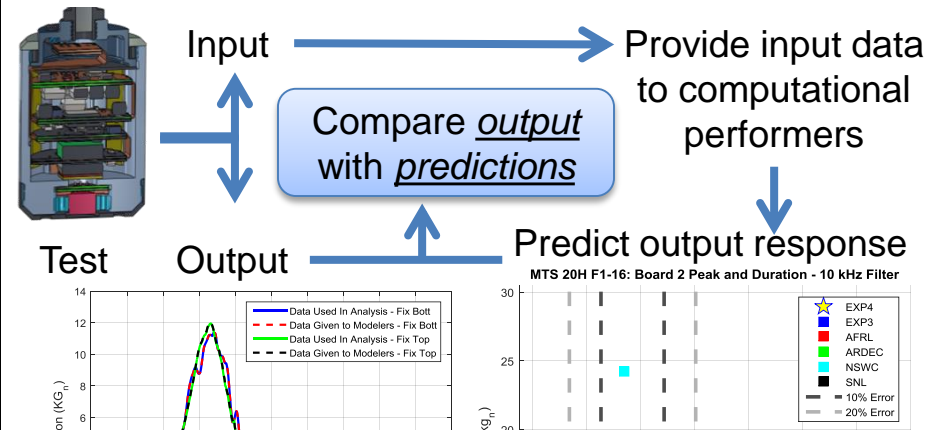 Input
Provide input data
to computational
performers
Compare output
with predictions
Test
Output
Predict output response
MTS 20H F1-16: Board 2 Peak and Duration - 10 kHz Filter
14
12
10
8
6
Data Used In Analysis - Fix Bott
Data Given to Modelers - Fix Bott
Data Used In Analysis - Fix Top
Data Given to Modelers - Fix Top
30
25
20
EXP4
EXP3
AFRL
ARDEC
NSWC
SNL
10% Error
20% Error